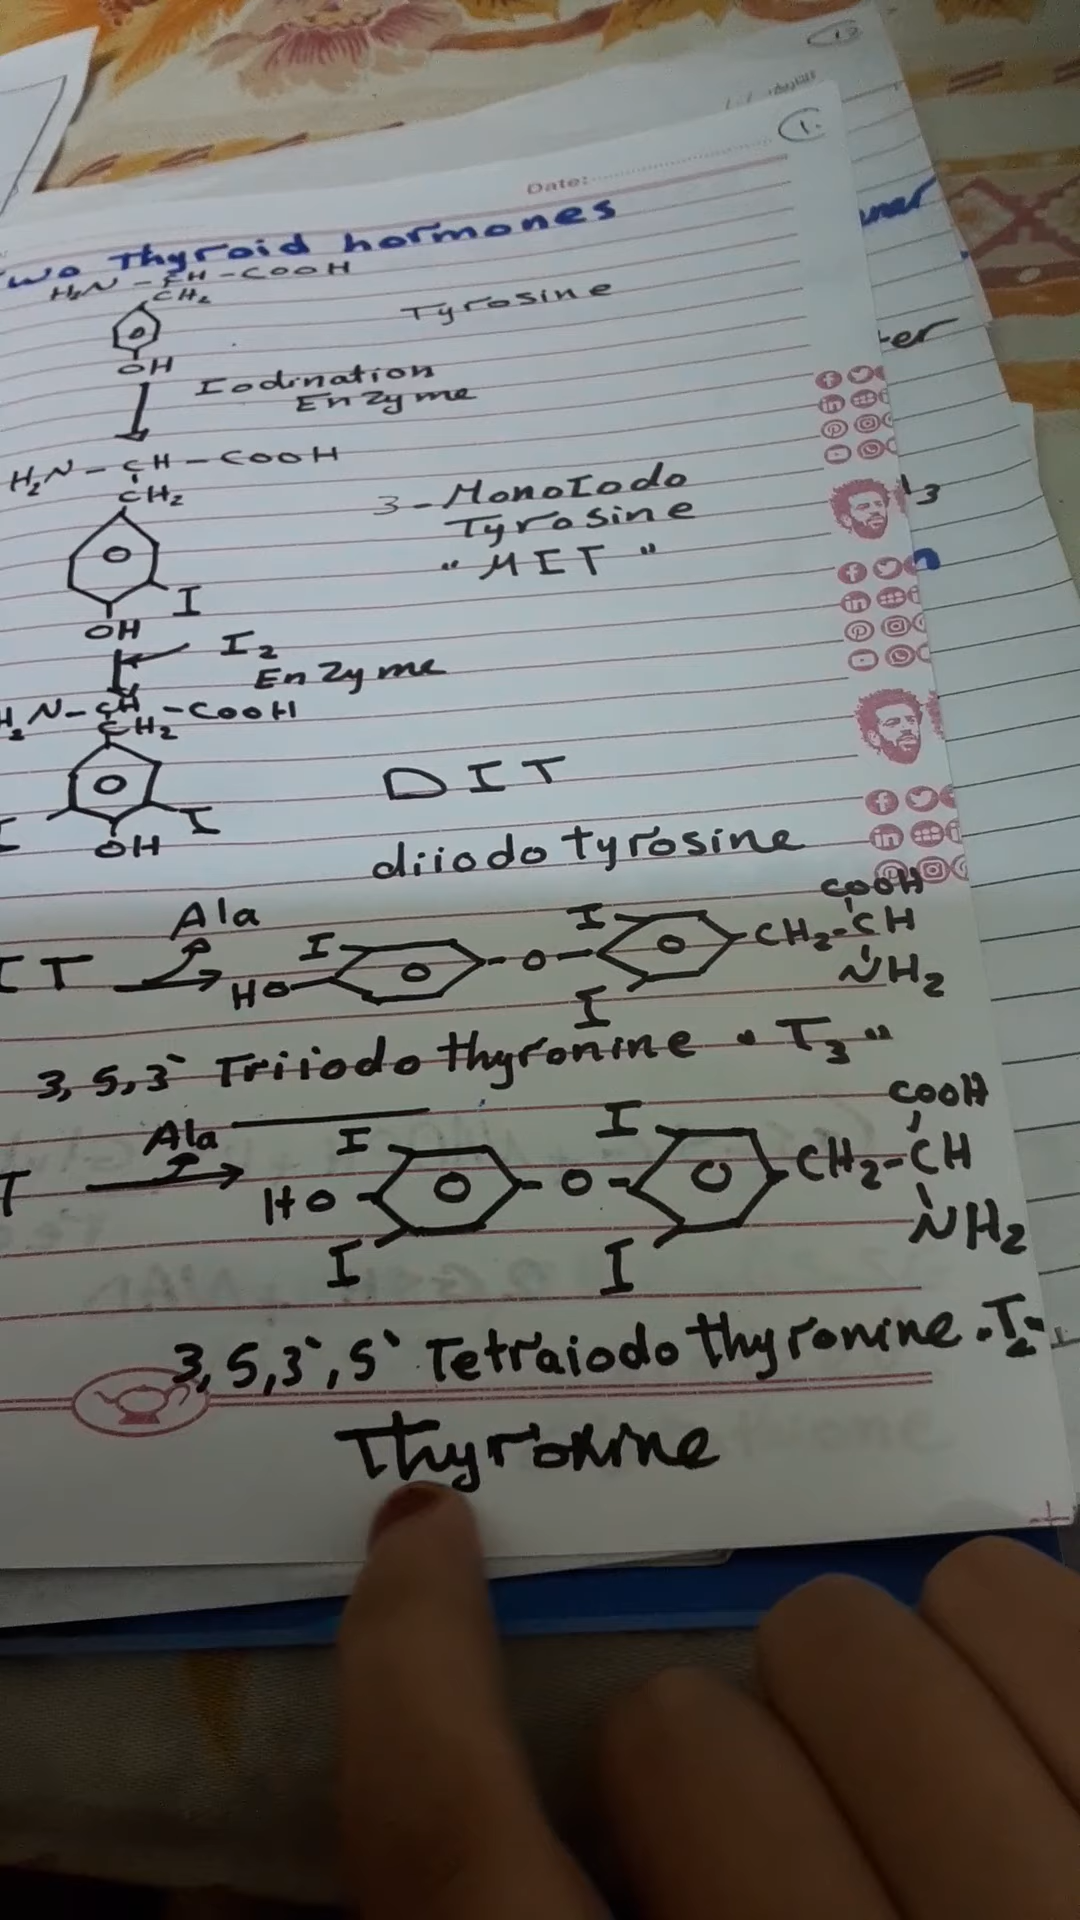 Date:
Two Thyroid hormones
H₂N-CH-COOH
CH₂
Tyrosine
OH
Iodination
Enzyme
H₂N-CH-COOH
CH₂
3-MonoIodo
Tyrosine
"MIT"
I
OH
I₂
Enzyme
H₂N-CH-COOH
CH₂
DIT
I
I
OH
diiodotyrosine
Ala
COOH
IT
I
HO
O
I
I
CH₂-CH
NH₂
3, 5, 3` Triiodothyronine "T₃"
Ala
COOH
T
I
HO
I
O
I
I
CH₂-CH
NH₂
3, 5, 3`, 5` Tetraiodothyronine
Thyroxine